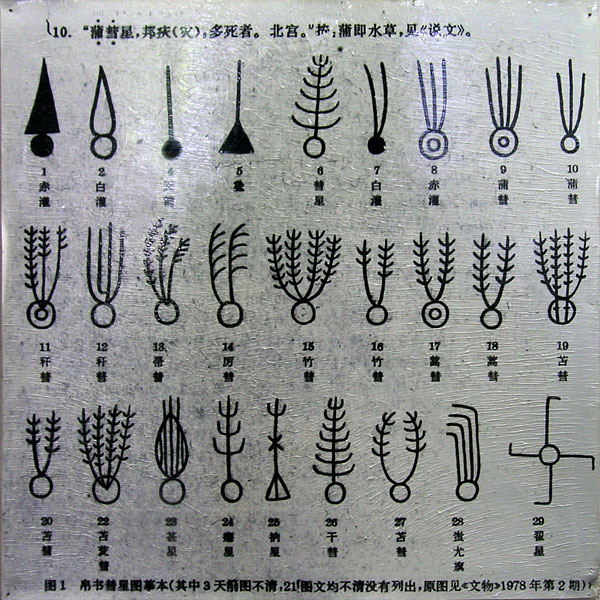 10. “蒲彗星，邦疢（灾），多死者。北宫。”按：蒲即水草，见《说文》。
1 2 4 5 6 7 8 9 10
赤灌 白灌 彗星 白灌 赤灌 蒲彗 蒲彗
11 12 13 14 15 16 17 18 19
秆彗 秆彗 帚彗 厉彗 竹彗 竹彗 蒿彗 蒿彗 苫彗
20 22 23 24 25 26 27 28 29
苫彗 苫茇彗 甚星 星 星 干彗 苫彗 蚩尤旗 翟星
图1 帛书彗星图摹本（其中3天箭图不清，21图文均不清没有列出，原图见《文物》1978年第2期）：